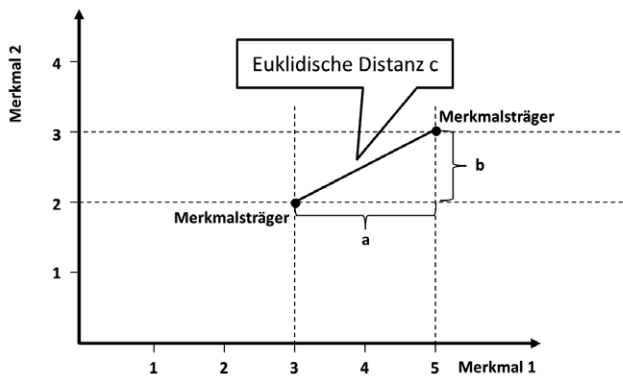 Merkmal 2
4
3
2
1
Euklidische Distanz c
Merkmalsträger
b
Merkmalsträger
a
1 2 3 4 5 Merkmal 1